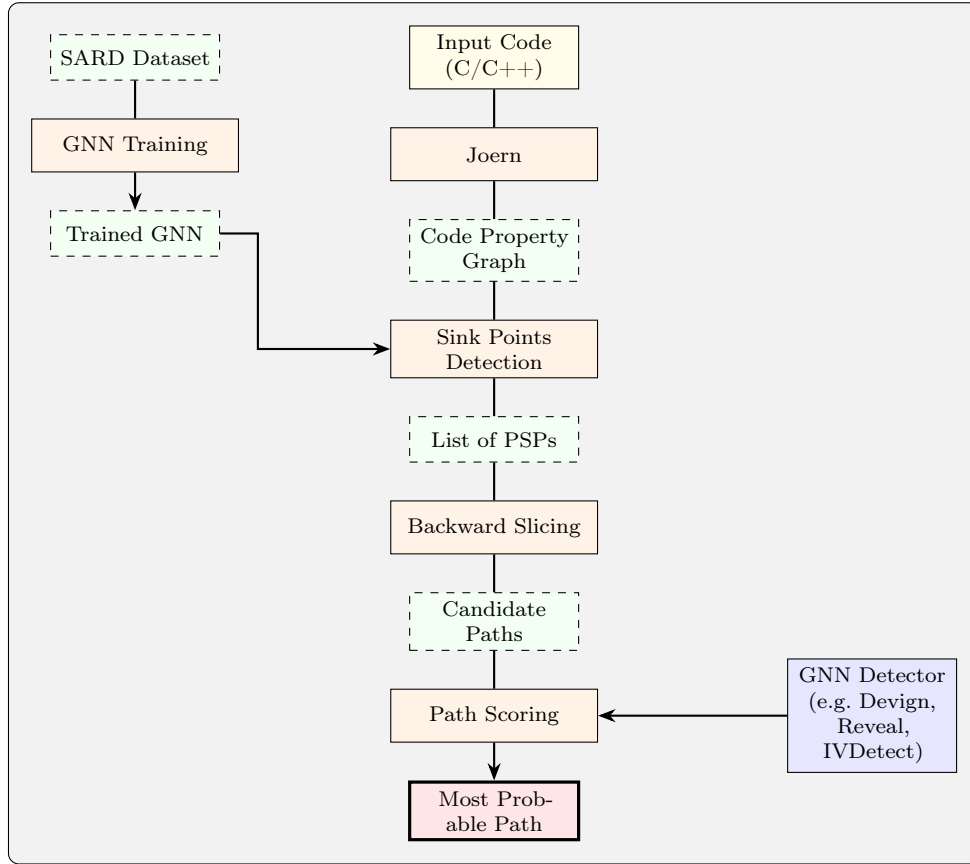 SARD Dataset
GNN Training
Trained GNN
Input Code
(C/C++)
Joern
Code Property
Graph
Sink Points
Detection
List of PSPs
Backward Slicing
Candidate
Paths
Path Scoring
GNN Detector
(e.g. Devign,
Reveal,
IVDetect)
Most Prob-
able Path